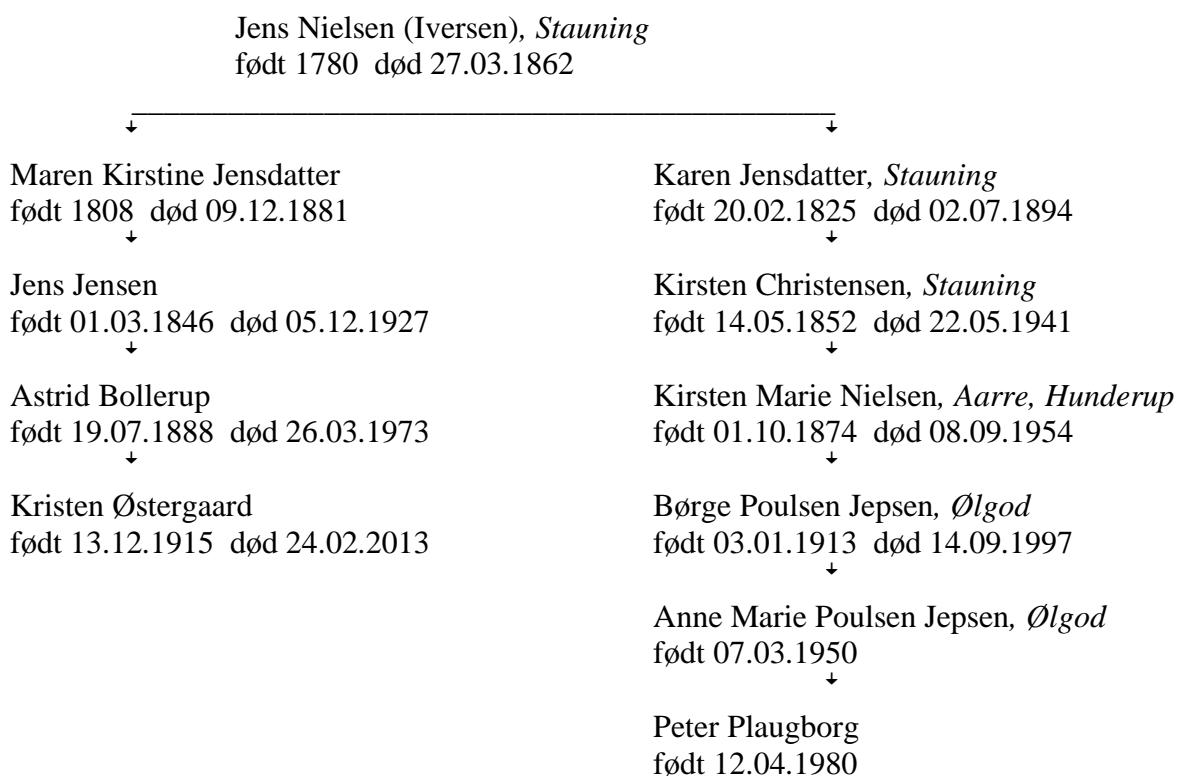 Jens Nielsen (Iversen), Stauning
født 1780 død 27.03.1862
Maren Kirstine Jensdatter
født 1808 død 09.12.1881
Jens Jensen
født 01.03.1846 død 05.12.1927
Astrid Bollerup
født 19.07.1888 død 26.03.1973
Kristen Østergaard
født 13.12.1915 død 24.02.2013
Karen Jensdatter, Stauning
født 20.02.1825 død 02.07.1894
Kirsten Christensen, Stauning
født 14.05.1852 død 22.05.1941
Kirsten Marie Nielsen, Aarre, Hunderup
født 01.10.1874 død 08.09.1954
Børge Poulsen Jepsen, Ølgod
født 03.01.1913 død 14.09.1997
Anne Marie Poulsen Jepsen, Ølgod
født 07.03.1950
Peter Plaugborg
født 12.04.1980